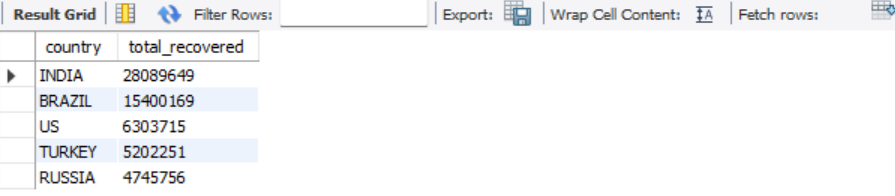 Result Grid Filter Rows: Export: Wrap Cell Content: IA Fetch rows:
country total_recovered
INDIA 28089649
BRAZIL 15400169
US 6303715
TURKEY 5202251
RUSSIA 4745756